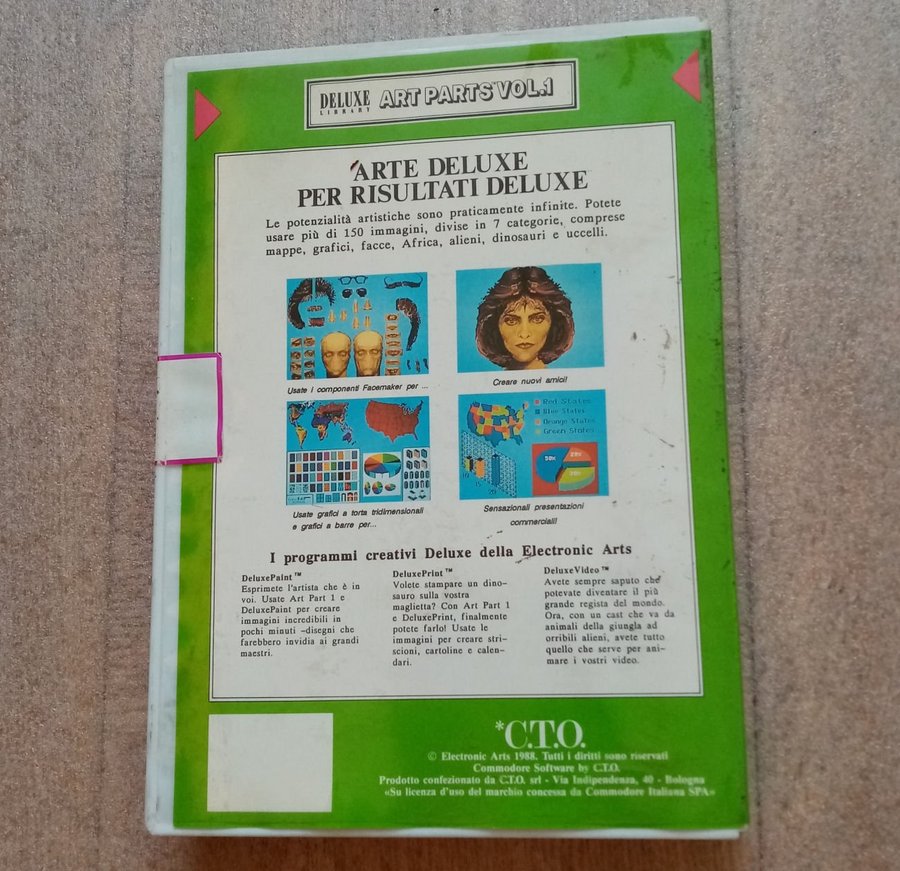 DELUXE
LIBRARY
ART PARTS™ VOL.1
ARTE DELUXE
PER RISULTATI DELUXE
Le potenzialità artistiche sono praticamente infinite. Potete
usare più di 150 immagini, divise in 7 categorie, comprese
mappe, grafici, facce, Africa, alieni, dinosauri e uccelli.
Usate i componenti Facemaker per ...
Creare nuovi amici!
Red States
Blue States
Orange States
Green States
50%
Usate grafici a torta tridimensionali
e grafici a barre per...
Sensazionali presentazioni
commerciali!
I programmi creativi Deluxe della Electronic Arts
DeluxePaint™
Esprimete l'artista che è in
voi. Usate Art Part 1 e
DeluxePaint per creare
immagini incredibili in
pochi minuti -disegni che
farebbero invidia ai grandi
maestri.
DeluxePrint™
Volete stampare un dino-
sauro sulla vostra
maglietta? Con Art Part 1
e DeluxePrint, finalmente
potete farlo! Usate le
immagini per creare stri-
scioni, cartoline e calen-
dari.
DeluxeVideo™
Avete sempre saputo che
potevate diventare il più
grande regista del mondo.
Ora, con un cast che va da
animali della giungla ad
orribili alieni, avete tutto
quello che serve per ani-
mare i vostri video.
*C.T.O.
© Electronic Arts 1988. Tutti i diritti sono riservati
Commodore Software by C.T.O.
Prodotto confezionato da C.T.O. srl - Via Indipendenza, 40 - Bologna
«Su licenza d'uso del marchio concessa da Commodore Italiana SPA»